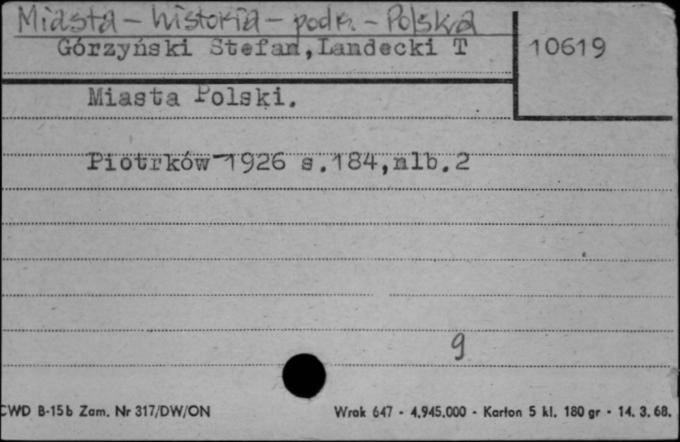 Miasta - historia - podr. - Polska
Górzyński Stefan, Landecki T
10619
Miasta Polski.
Piotrków 1926 s.184,nlb.2
9
CWD B-15b Zam. Nr 317/DW/ON
Wrak 647 - 4.945.000 - Karton 5 kl. 180 gr - 14. 3. 68.